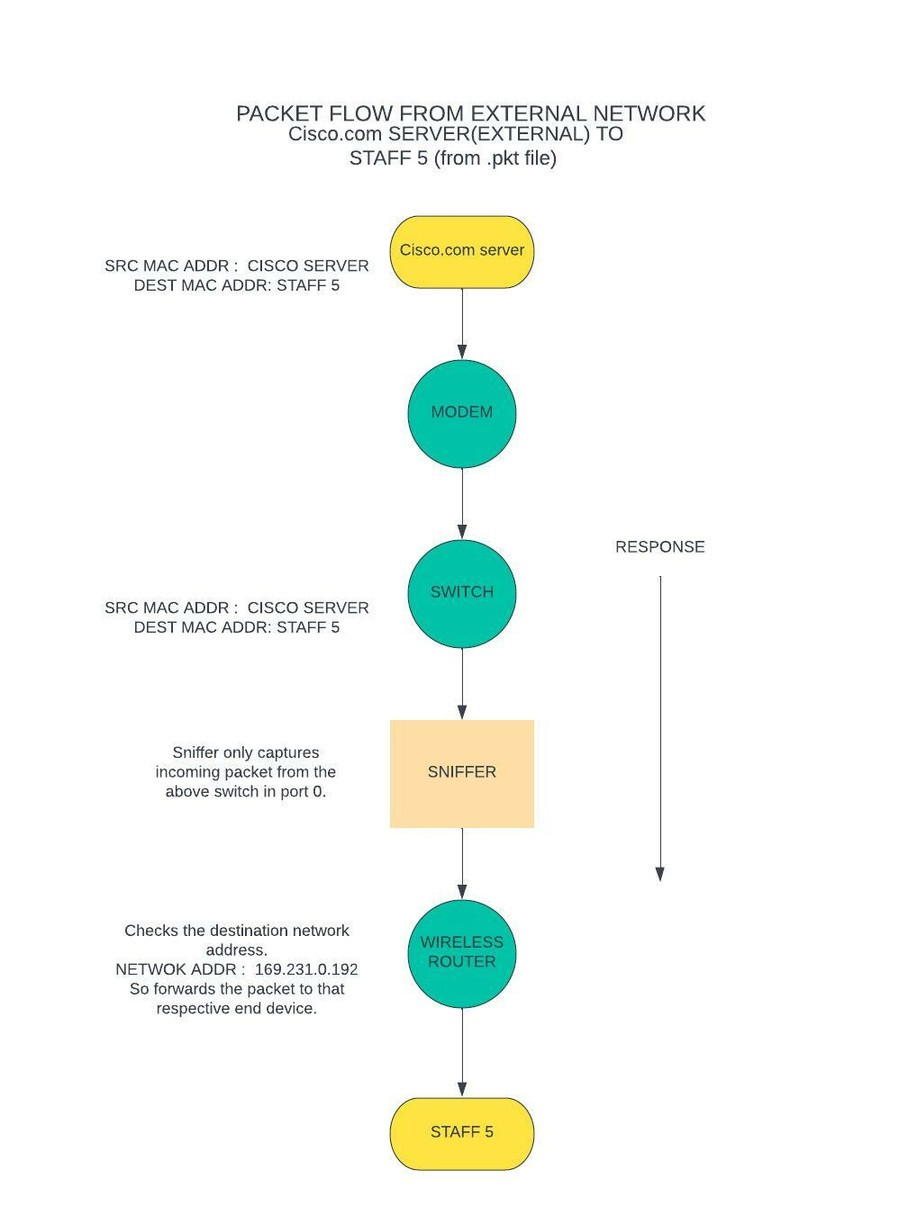 PACKET FLOW FROM EXTERNAL NETWORK
Cisco.com SERVER(EXTERNAL) TO
STAFF 5 (from .pkt file)
Cisco.com server
SRC MAC ADDR :  CISCO SERVER
DEST MAC ADDR: STAFF 5
MODEM
RESPONSE
SWITCH
SRC MAC ADDR :  CISCO SERVER
DEST MAC ADDR: STAFF 5
Sniffer only captures
incoming packet from the
above switch in port 0.
SNIFFER
Checks the destination network
address.
NETWOK ADDR :  169.231.0.192
So forwards the packet to that
respective end device.
WIRELESS
ROUTER
STAFF 5